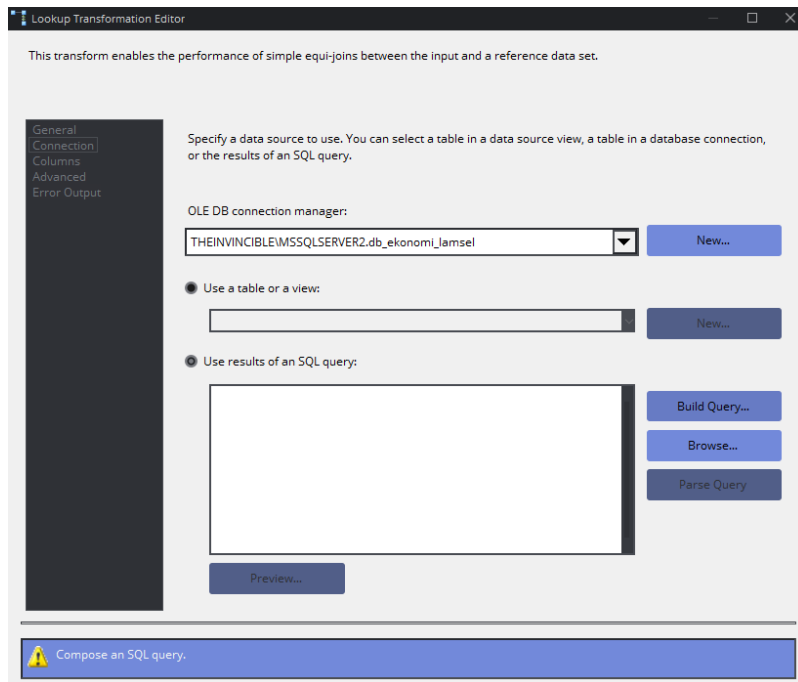 Lookup Transformation Editor
This transform enables the performance of simple equi-joins between the input and a reference data set.
General
Connection
Columns
Advanced
Error Output
Specify a data source to use. You can select a table in a data source view, a table in a database connection,
or the results of an SQL query.
OLE DB connection manager:
THEINVINCIBLE\MSSQLSERVER2.db_ekonomi_lamsel
New...
Use a table or a view:
New...
Use results of an SQL query:
Build Query...
Browse...
Parse Query
Preview...
Compose an SQL query.